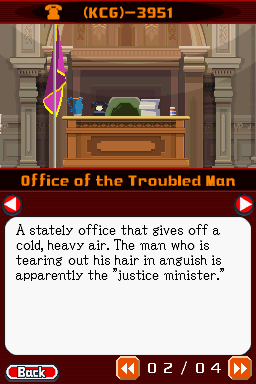 (KCG)-3951
Office of the Troubled Man
A stately office that gives off a
cold, heavy air. The man who is
tearing out his hair in anguish is
apparently the "justice minister."
Back
02/04